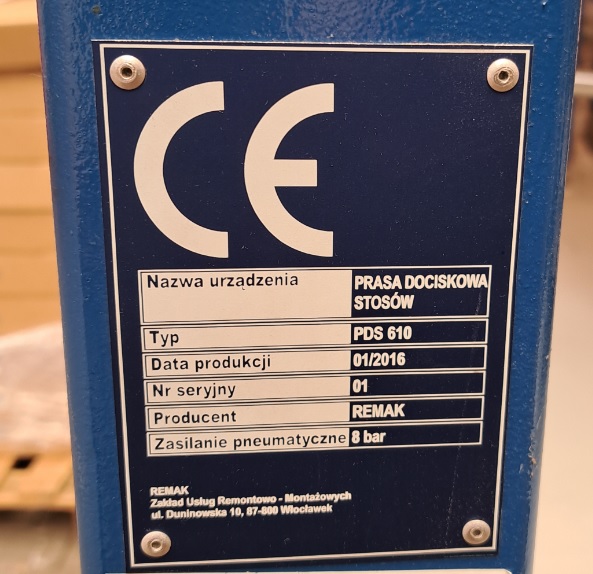 CE
Nazwa urządzenia PRASA DOCISKOWA
STOSÓW
Typ PDS 610
Data produkcji 01/2016
Nr seryjny 01
Producent REMAK
Zasilanie pneumatyczne 8 bar
REMAK
Zakład Usług Remontowo - Montażowych
ul. Duninowska 10, 87-800 Włocławek